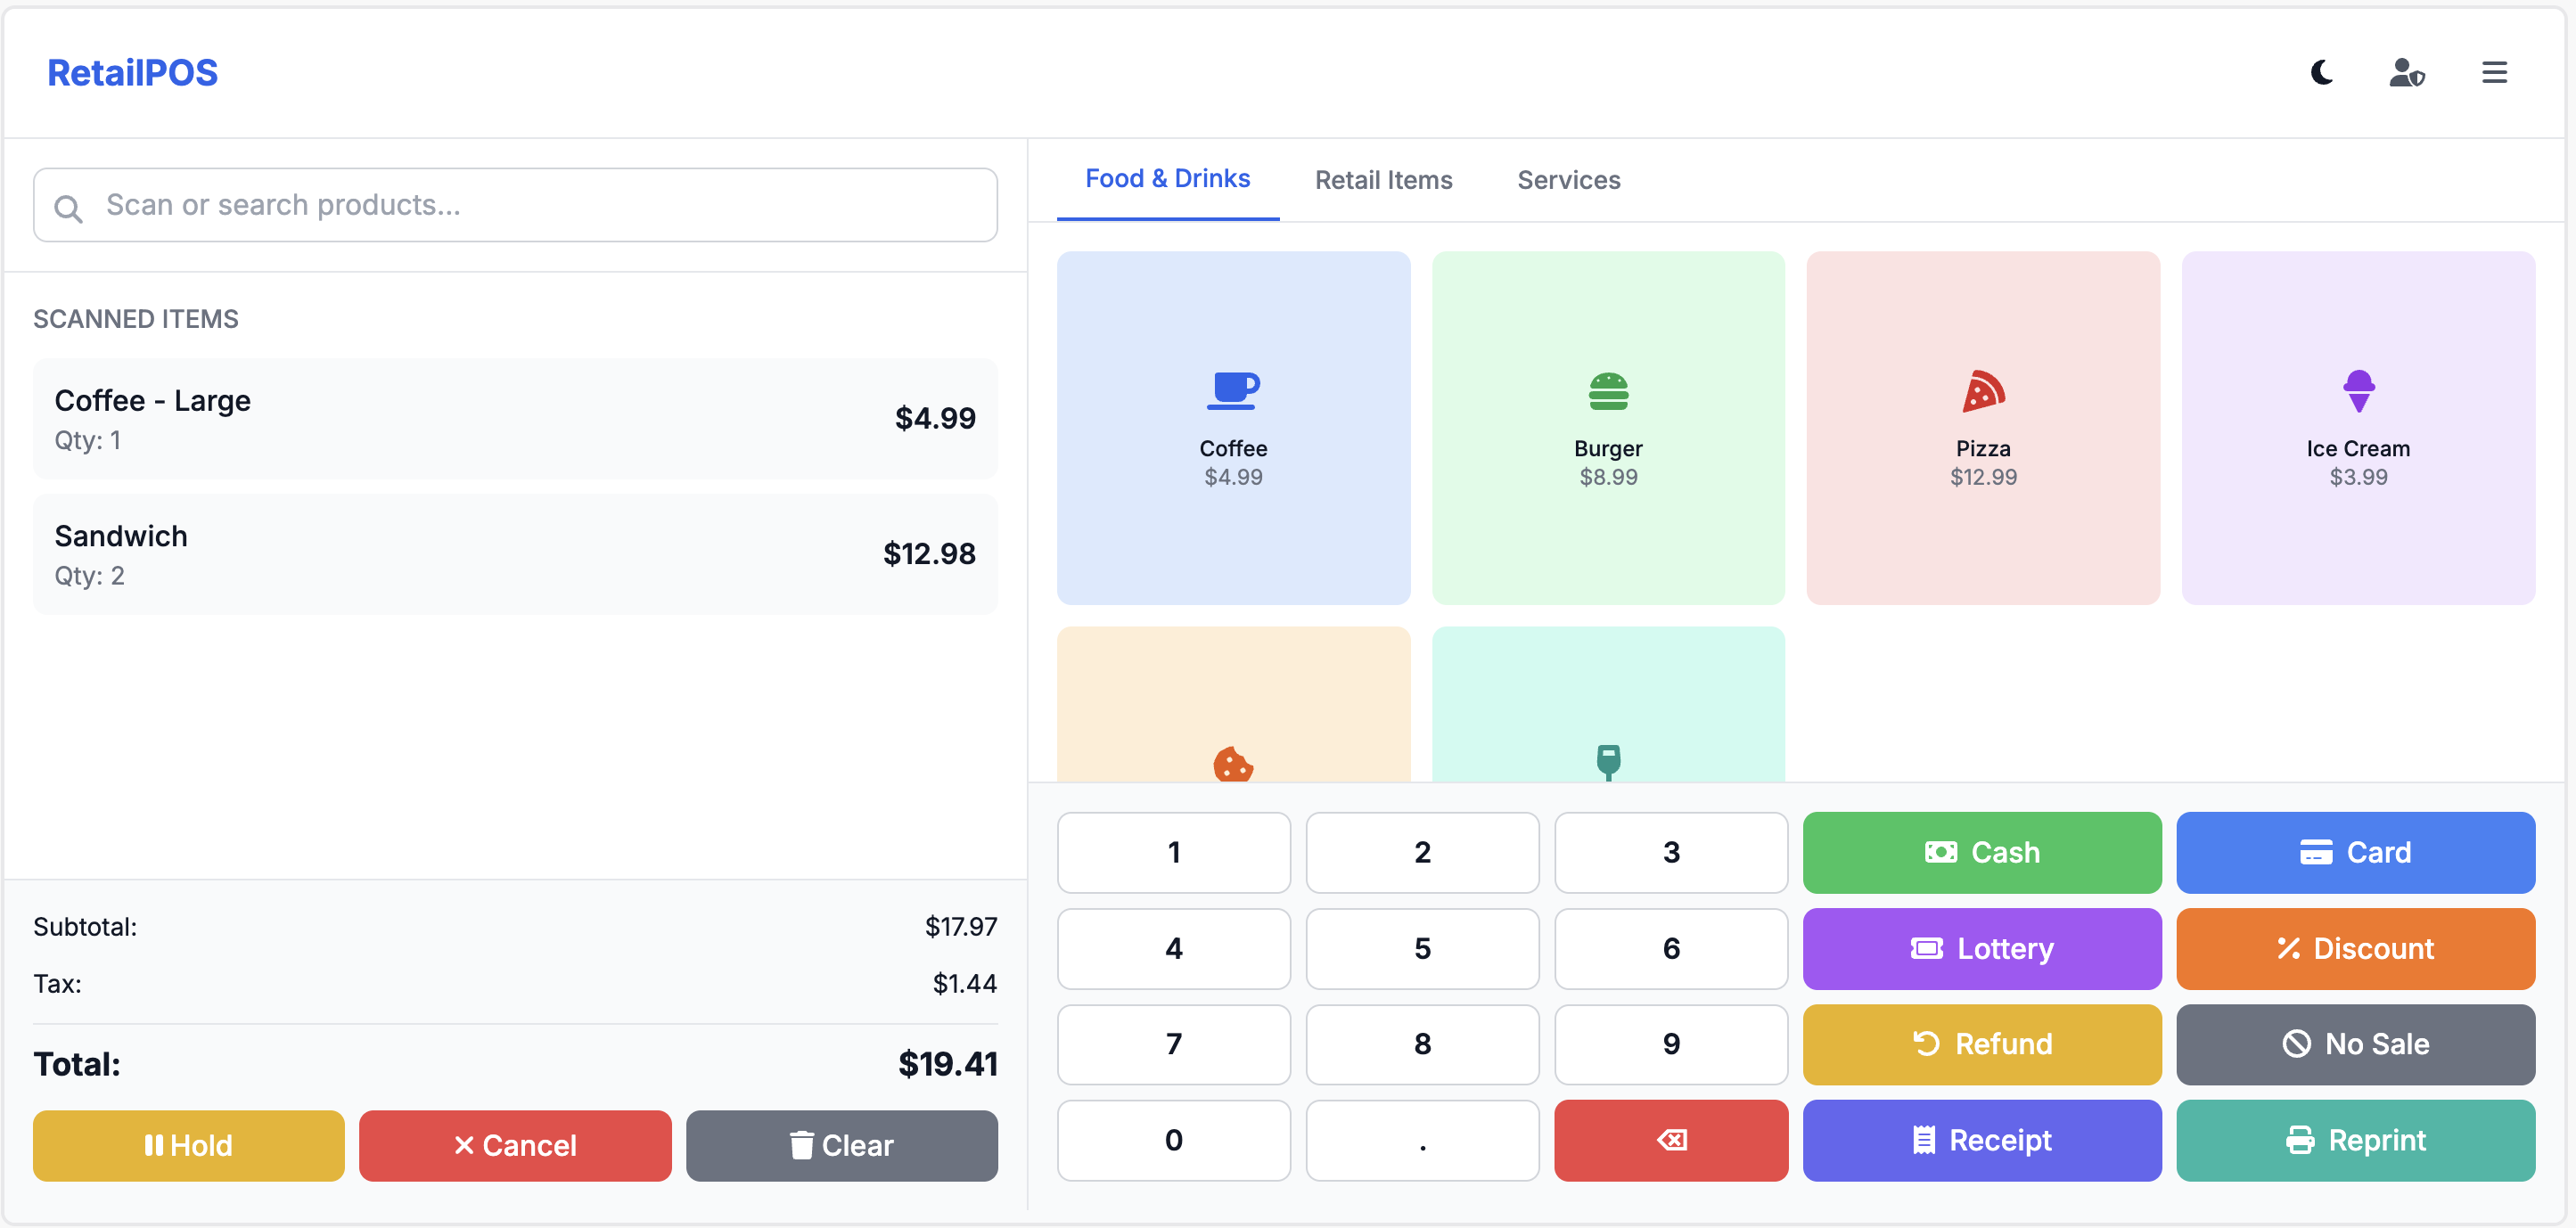 RetailPOS
Scan or search products...
SCANNED ITEMS
Coffee - Large
Qty: 1
$4.99
Sandwich
Qty: 2
$12.98
Subtotal: $17.97
Tax: $1.44
Total: $19.41
Hold Cancel Clear
Food & Drinks Retail Items Services
Coffee
$4.99
Burger
$8.99
Pizza
$12.99
Ice Cream
$3.99
1 2 3 Cash Card
4 5 6 Lottery Discount
7 8 9 Refund No Sale
0 . Receipt Reprint